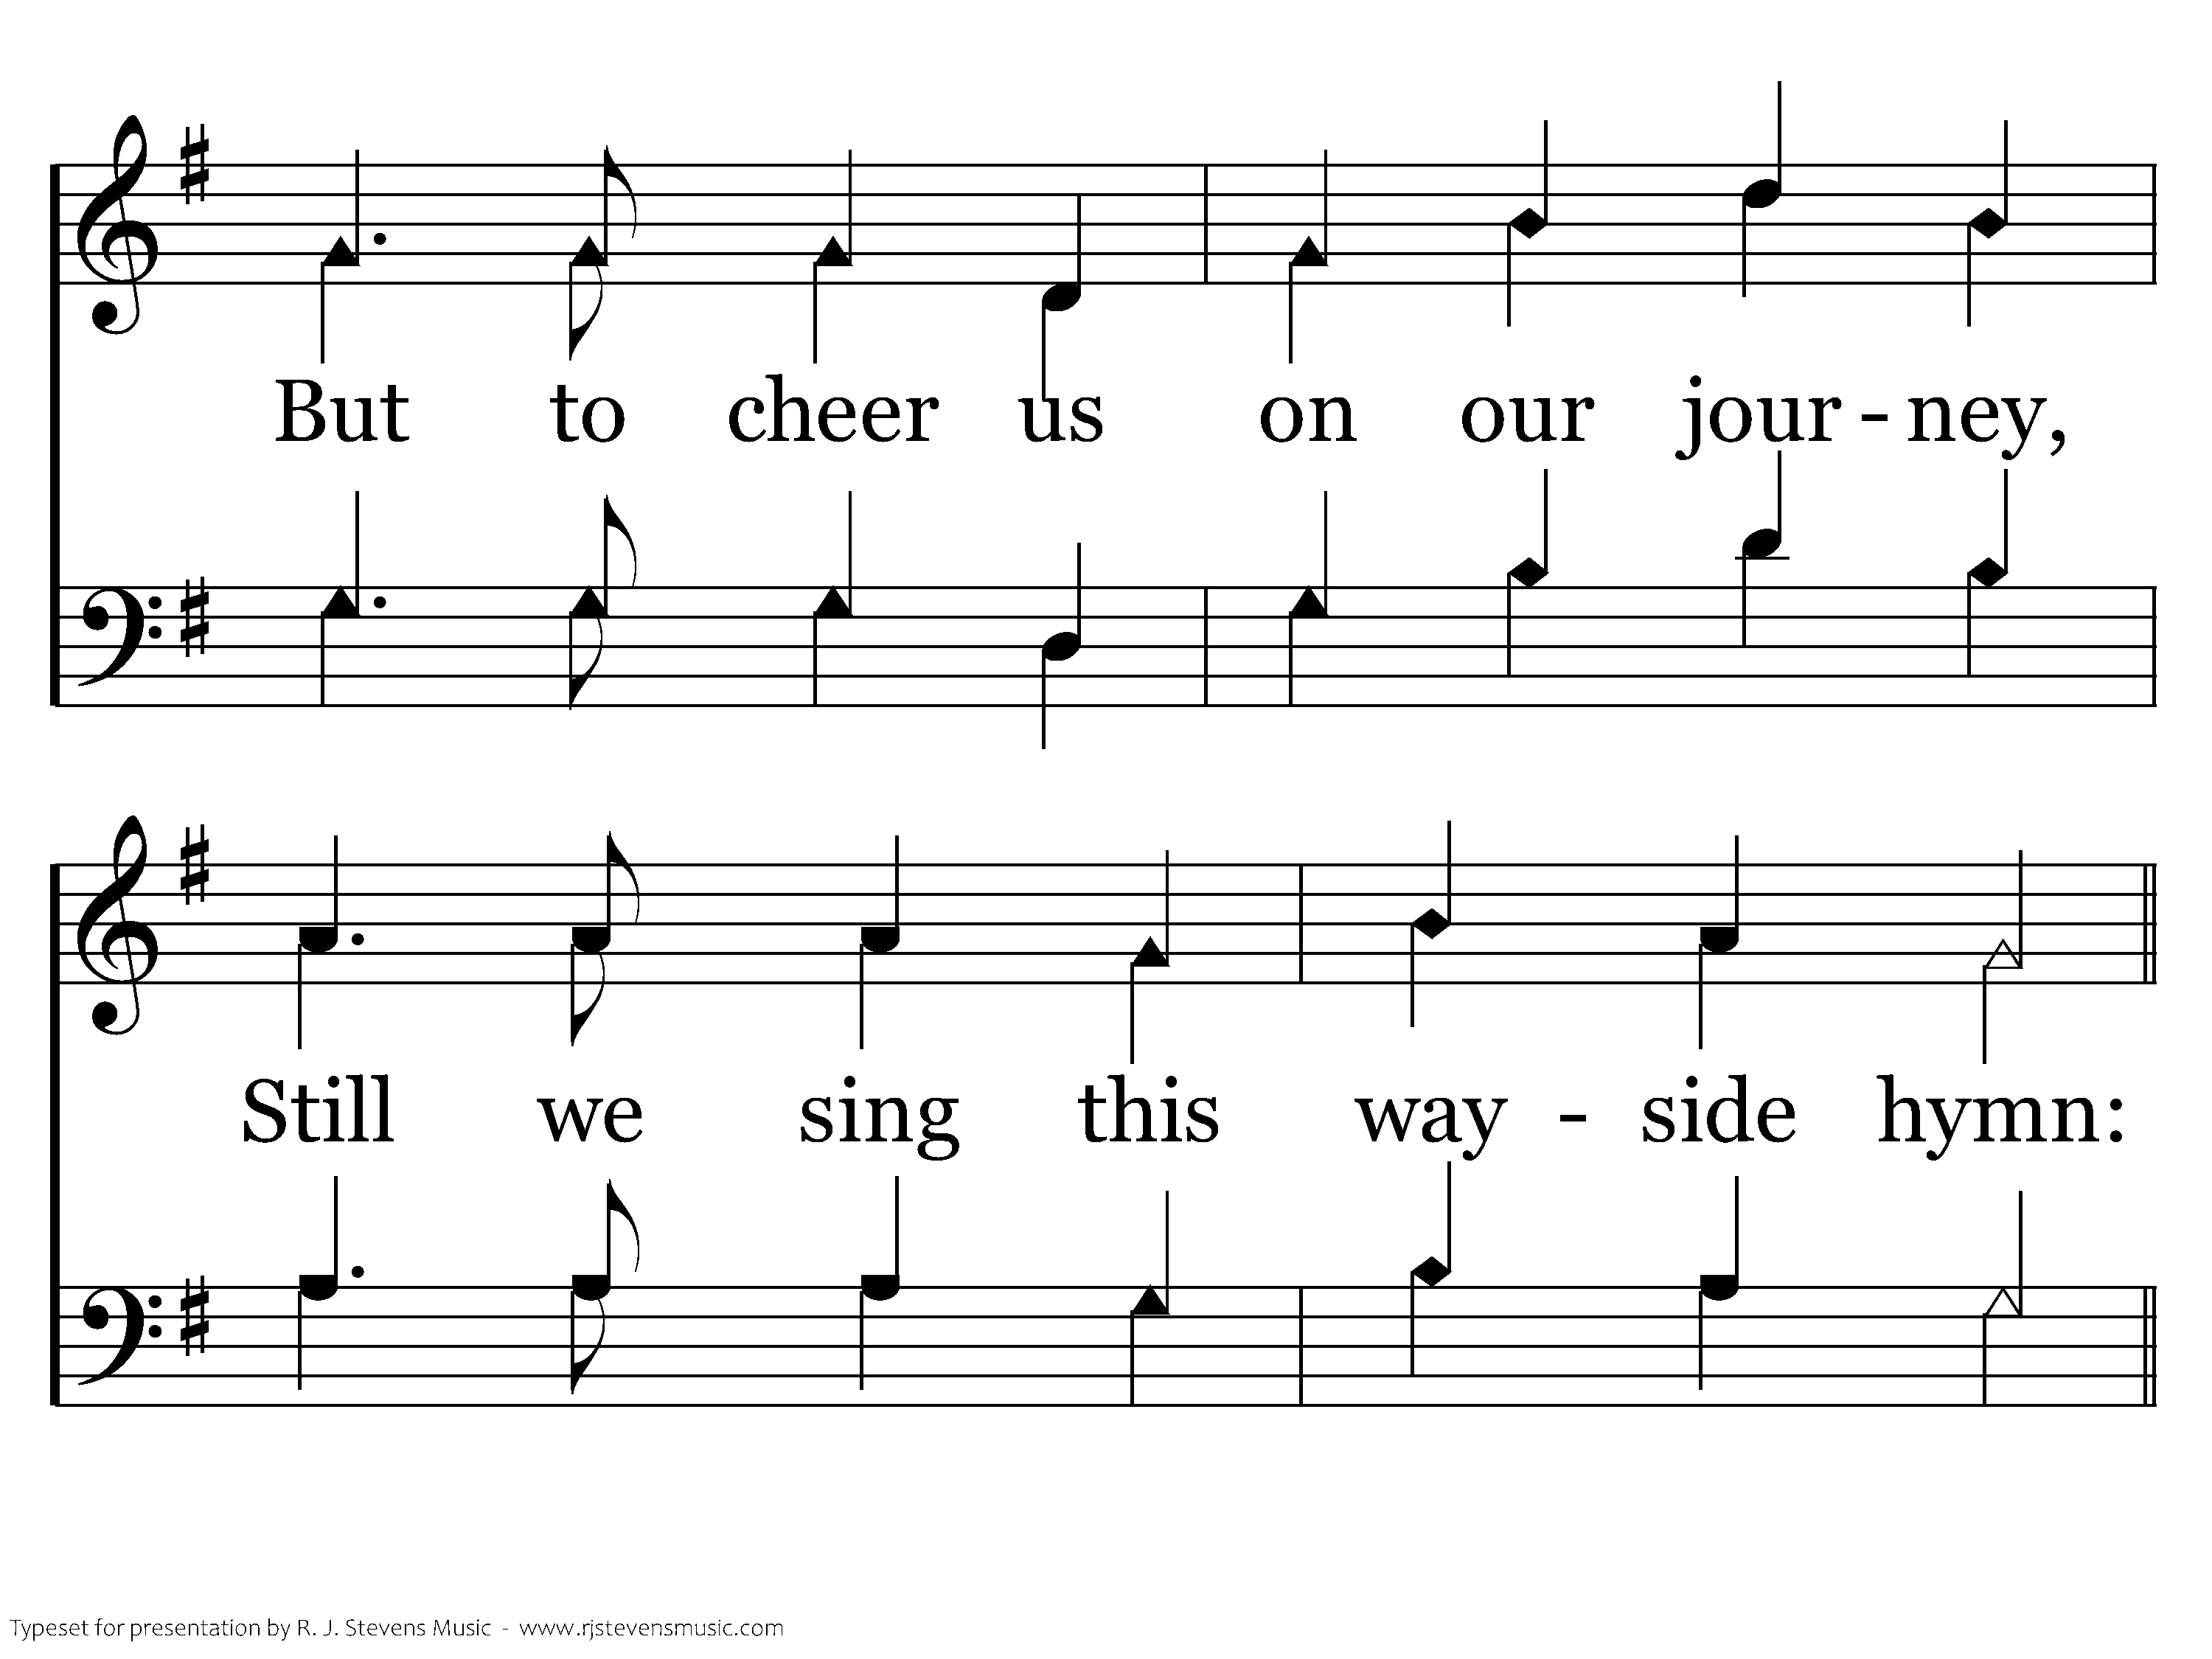 But to cheer us on our jour - ney,
Still we sing this way - side hymn:
Typeset for presentation by R. J. Stevens Music - www.rjstevensmusic.com